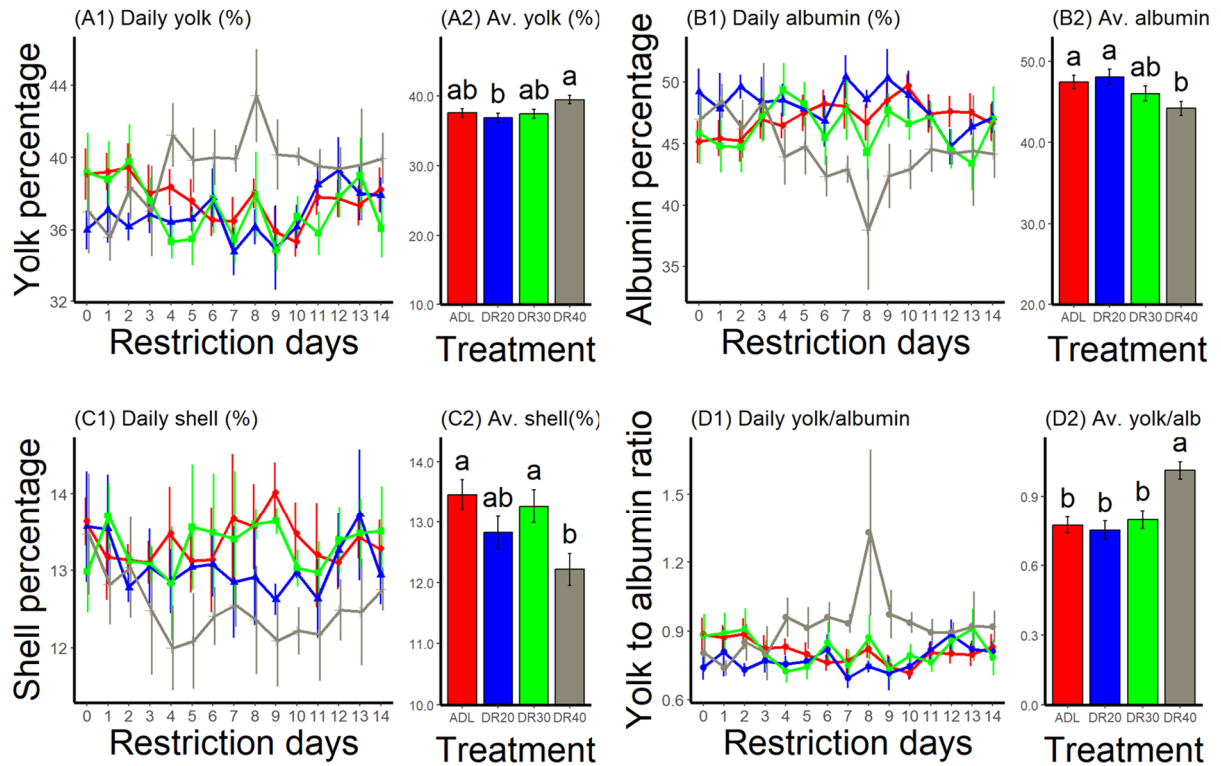 (A1) Daily yolk (%)
Yolk percentage
44
40
36
32
0 1 2 3 4 5 6 7 8 9 10 11 12 13 14
Restriction days
(A2) Av. yolk (%)
40.0
30.0
20.0
10.0
ab b ab a
ADL DR20 DR30 DR40
Treatment
(B1) Daily albumin (%)
Albumin percentage
50
45
40
35
0 1 2 3 4 5 6 7 8 9 10 11 12 13 14
Restriction days
(B2) Av. albumin
50.0
40.0
30.0
20.0
a a ab b
ADL DR20 DR30 DR40
Treatment
(C1) Daily shell (%)
Shell percentage
14
13
12
0 1 2 3 4 5 6 7 8 9 10 11 12 13 14
Restriction days
(C2) Av. shell(%)
14.0
13.0
12.0
11.0
10.0
a ab a b
ADL DR20 DR30 DR40
Treatment
(D1) Daily yolk/albumin
Yolk to albumin ratio
1.5
1.2
0.9
0.6
0 1 2 3 4 5 6 7 8 9 10 11 12 13 14
Restriction days
(D2) Av. yolk/alb
0.9
0.6
0.3
0.0
b b b a
ADL DR20 DR30 DR40
Treatment